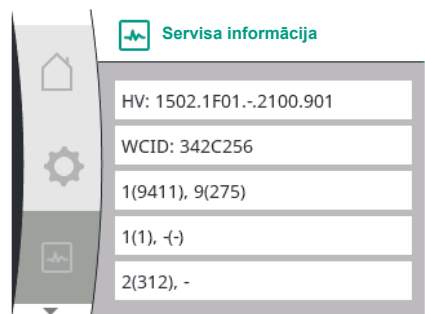 Servisa informācija
HV: 1502.1F01.-.2100.901
WCID: 342C256
1(9411), 9(275)
1(1), -(-)
2(312), -